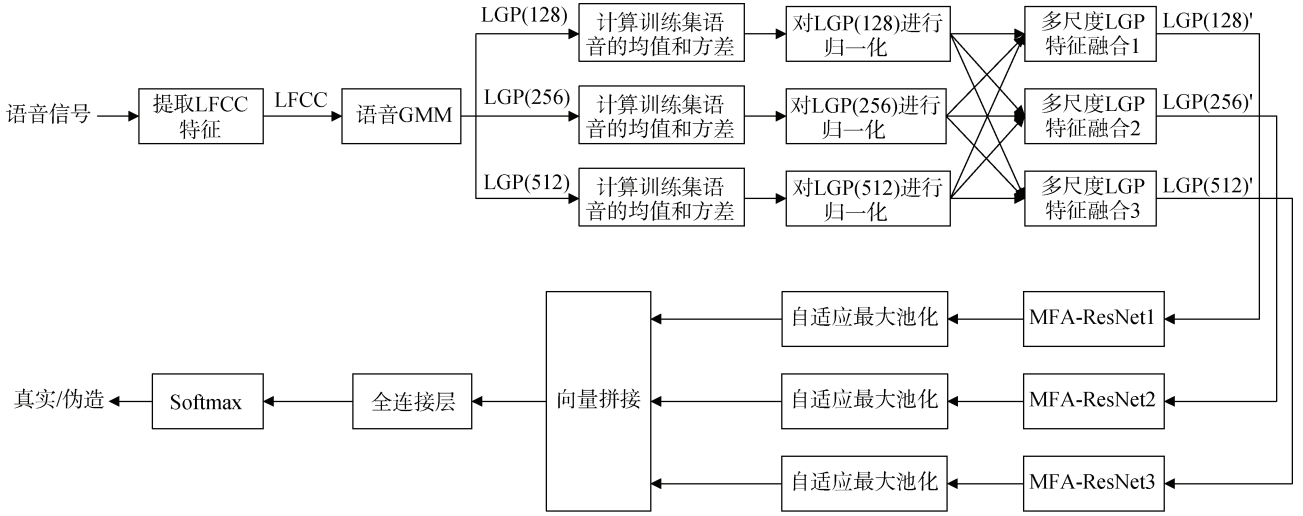 LGP(128)
计算训练集语
音的均值和方差
对LGP(128)进行
归一化
多尺度LGP
特征融合1
LGP(128)'
语音信号
提取LFCC
特征
LFCC
语音GMM
LGP(256)
计算训练集语
音的均值和方差
对LGP(256)进行
归一化
多尺度LGP
特征融合2
LGP(256)'
LGP(512)
计算训练集语
音的均值和方差
对LGP(512)进行
归一化
多尺度LGP
特征融合3
LGP(512)'
MFA-ResNet1
自适应最大池化
MFA-ResNet2
自适应最大池化
MFA-ResNet3
自适应最大池化
向量拼接
全连接层
Softmax
真实/伪造